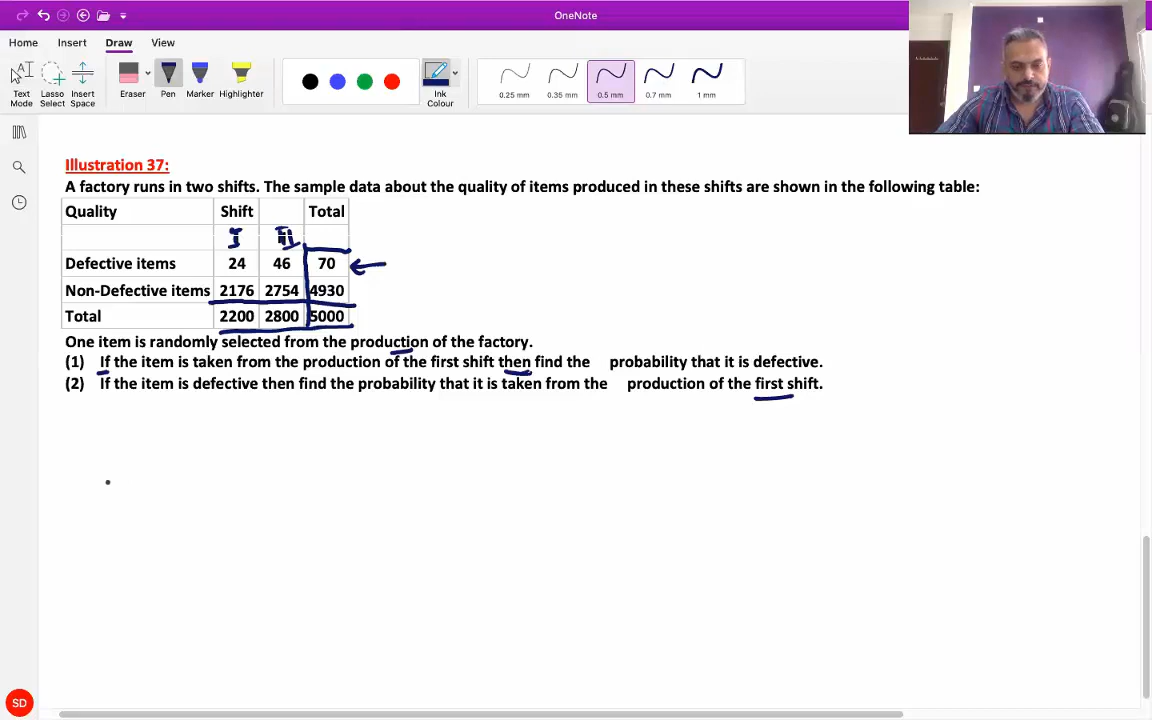 OneNote
Home Insert Draw View
Text Mode
Lasso Select
Insert Space
Eraser
Pen
Marker
Highlighter
Ink Colour
0.25 mm
0.35 mm
0.5 mm
0.7 mm
1 mm
Illustration 37:
A factory runs in two shifts. The sample data about the quality of items produced in these shifts are shown in the following table:
Quality Shift Total
I II
Defective items 24 46 70
Non-Defective items 2176 2754 4930
Total 2200 2800 5000
One item is randomly selected from the production of the factory.
(1) If the item is taken from the production of the first shift then find the probability that it is defective.
(2) If the item is defective then find the probability that it is taken from the production of the first shift.
SD